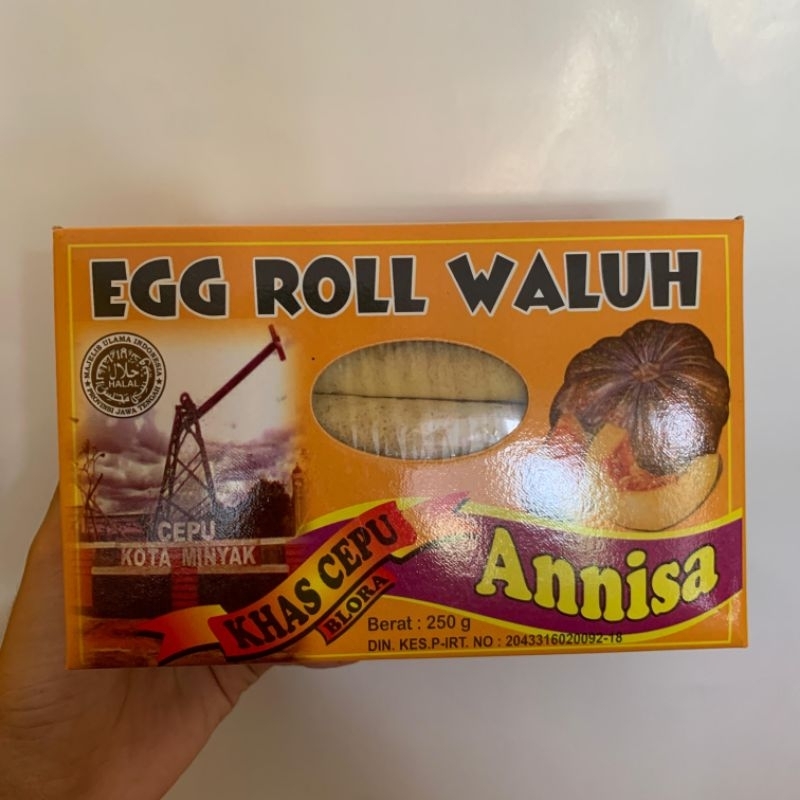 EGG ROLL WALUH
MAJELIS ULAMA INDONESIA
حلال
HALAL
PROVINSI JAWA TENGAH
CEPU
KOTA MINYAK
KHAS CEPU
BLORA
Annisa
Berat : 250 g
DIN. KES.P-IRT. NO : 2043316020092-18